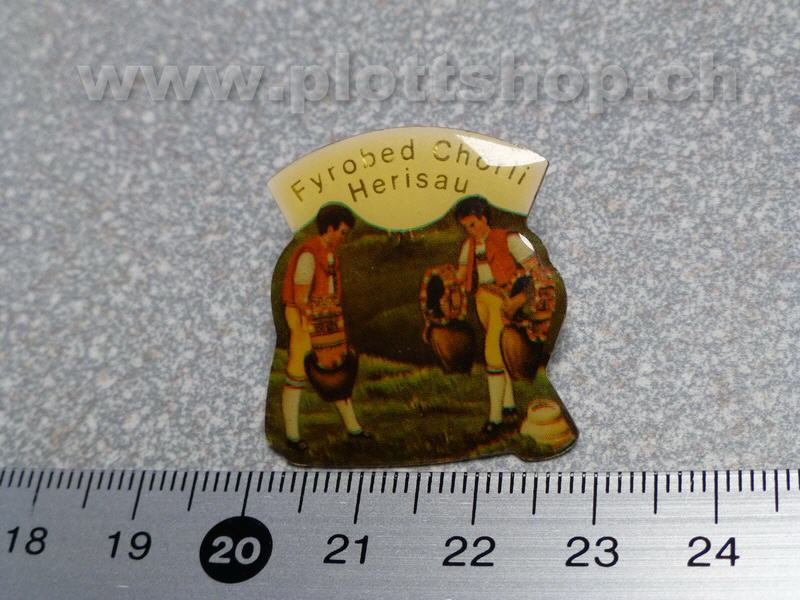 www.plottshop.ch
Fyrobed Chörli
Herisau
18 19 20 21 22 23 24